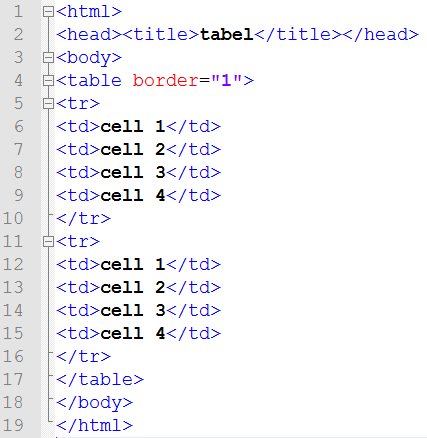 1 <html>
2 <head><title>tabel</title></head>
3 <body>
4 <table border="1">
5 <tr>
6 <td>cell 1</td>
7 <td>cell 2</td>
8 <td>cell 3</td>
9 <td>cell 4</td>
10 </tr>
11 <tr>
12 <td>cell 1</td>
13 <td>cell 2</td>
14 <td>cell 3</td>
15 <td>cell 4</td>
16 </tr>
17 </table>
18 </body>
19 </html>